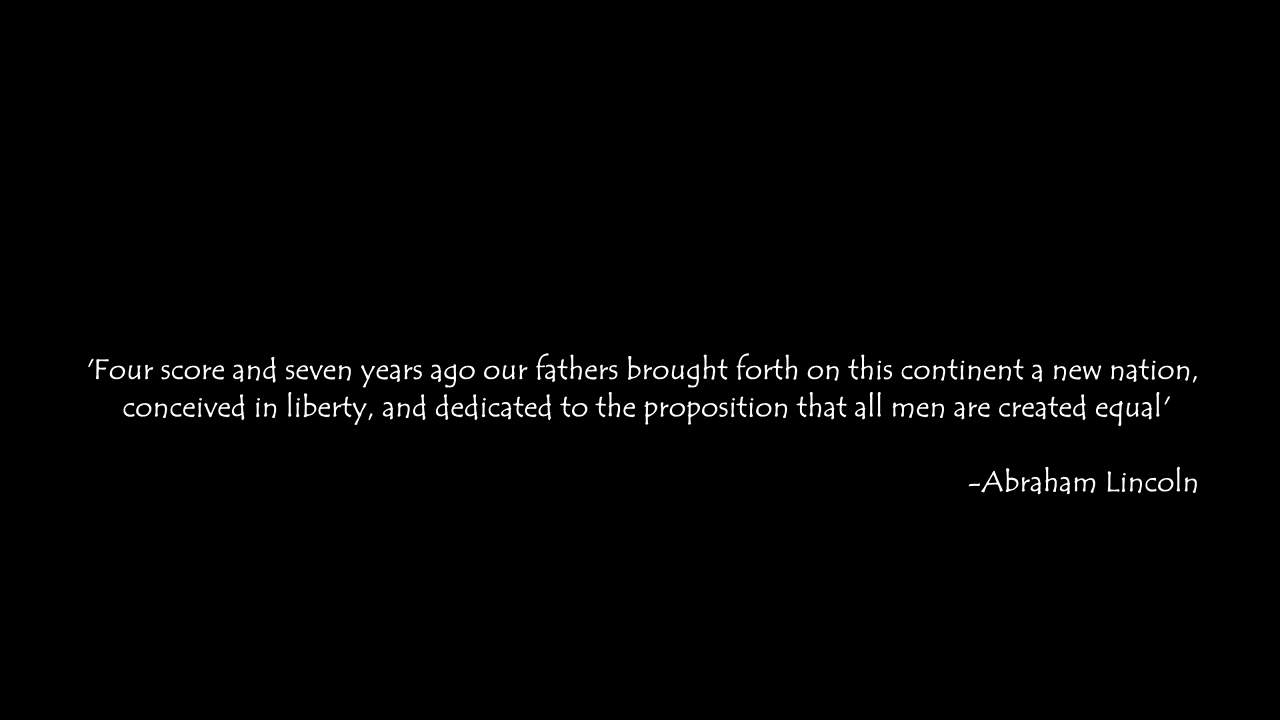 'Four score and seven years ago our fathers brought forth on this continent a new nation,
conceived in liberty, and dedicated to the proposition that all men are created equal'
-Abraham Lincoln